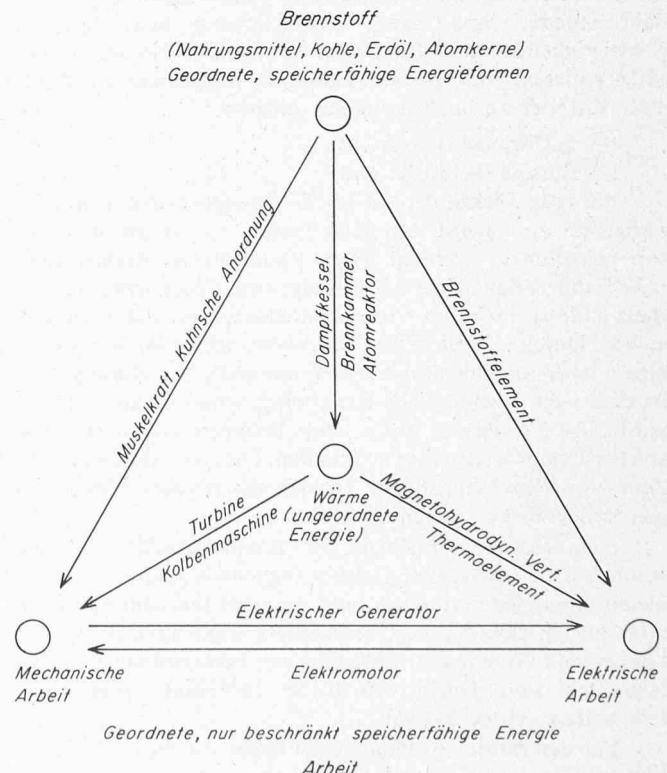 Brennstoff
(Nahrungsmittel, Kohle, Erdöl, Atomkerne)
Geordnete, speicherfähige Energieformen
Muskelkraft, Kuhnsche Anordnung
Dampfkessel
Brennkammer
Atomreaktor
Brennstoffelement
Wärme
(ungeordnete
Energie)
Turbine
Kolbenmaschine
Magnetohydrodyn. Verf.
Thermoelement
Elektrischer Generator
Elektromotor
Mechanische
Arbeit
Elektrische
Arbeit
Geordnete, nur beschränkt speicherfähige Energie
Arbeit